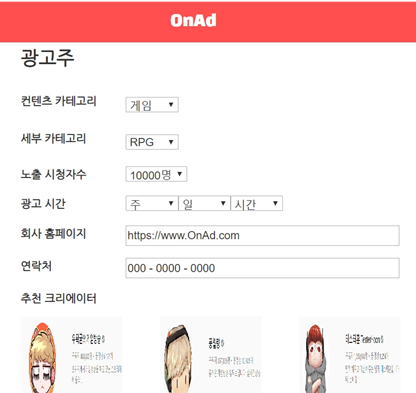 OnAd
광고주
컨텐츠 카테고리 게임
세부 카테고리 RPG
노출 시청자수 10000명
광고 시간 주 일 시간
회사 홈페이지 https://www.OnAd.com
연락처 000 - 0000 - 0000
추천 크리에이터